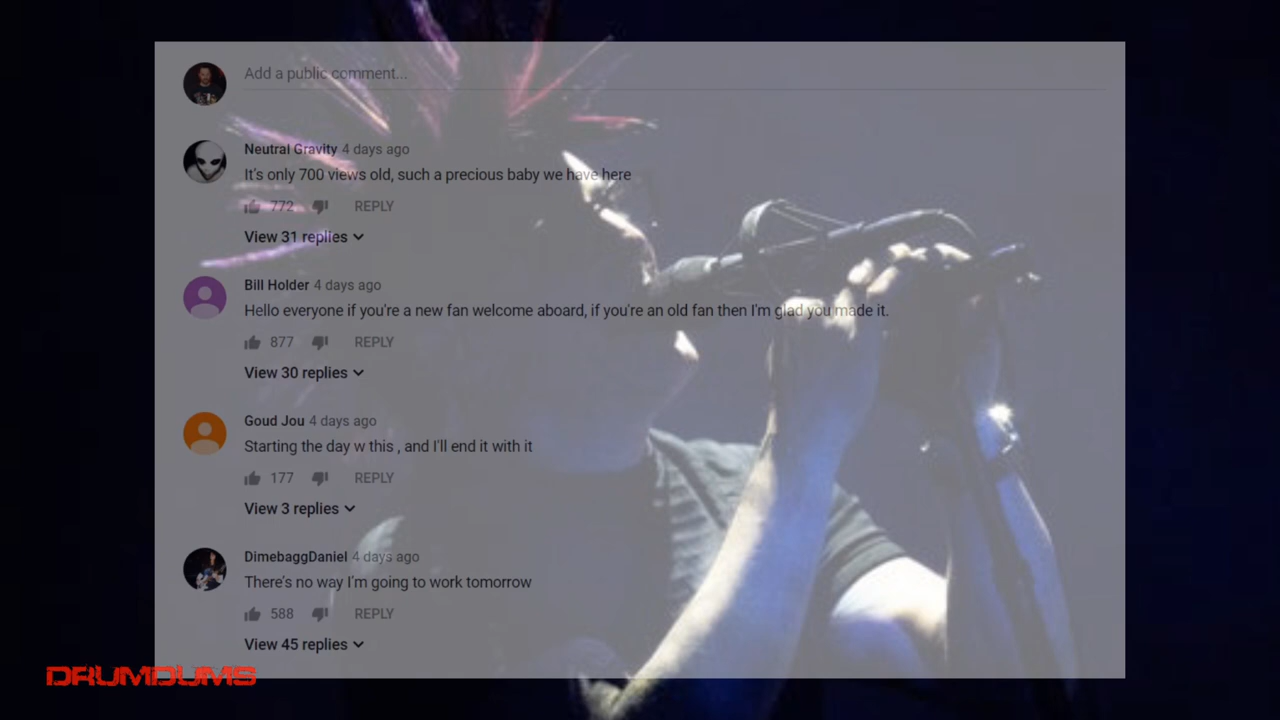 Add a public comment...
Neutral Gravity 4 days ago
It's only 700 views old, such a precious baby we have here
772 REPLY
View 31 replies
Bill Holder 4 days ago
Hello everyone if you're a new fan welcome aboard, if you're an old fan then I'm glad you made it.
877 REPLY
View 30 replies
Goud Jou 4 days ago
Starting the day w this , and I'll end it with it
177 REPLY
View 3 replies
DimebaggDaniel 4 days ago
There's no way I'm going to work tomorrow
588 REPLY
View 45 replies
DRUMDUMS